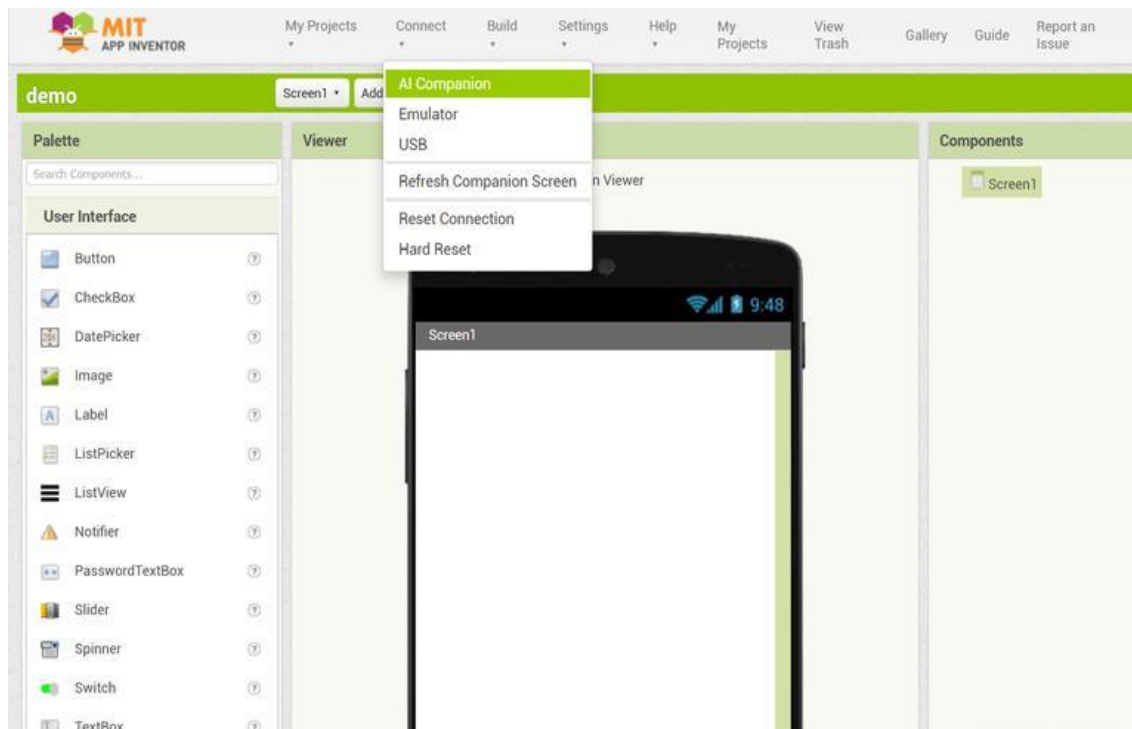 MIT
APP INVENTOR
My Projects
Connect
Build
Settings
Help
My
Projects
View
Trash
Gallery
Guide
Report an
Issue
demo
Screen1
Add
AI Companion
Emulator
USB
Refresh Companion Screen
Reset Connection
Hard Reset
Palette
Search Components...
User Interface
Button
CheckBox
DatePicker
Image
Label
ListPicker
ListView
Notifier
PasswordTextBox
Slider
Spinner
Switch
TextBox
Viewer
n Viewer
9:48
Screen1
Components
Screen1